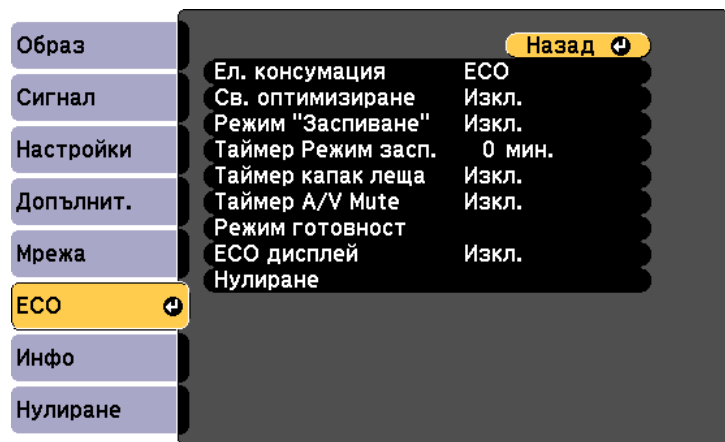 Образ
Сигнал
Настройки
Допълнит.
Мрежа
ECO
Инфо
Нулиране
Назад
Ел. консумация ECO
Св. оптимизиране Изкл.
Режим "Заспиване" Изкл.
Таймер Режим засп. 0 мин.
Таймер капак леща Изкл.
Таймер A/V Mute Изкл.
Режим готовност
ECO дисплей Изкл.
Нулиране